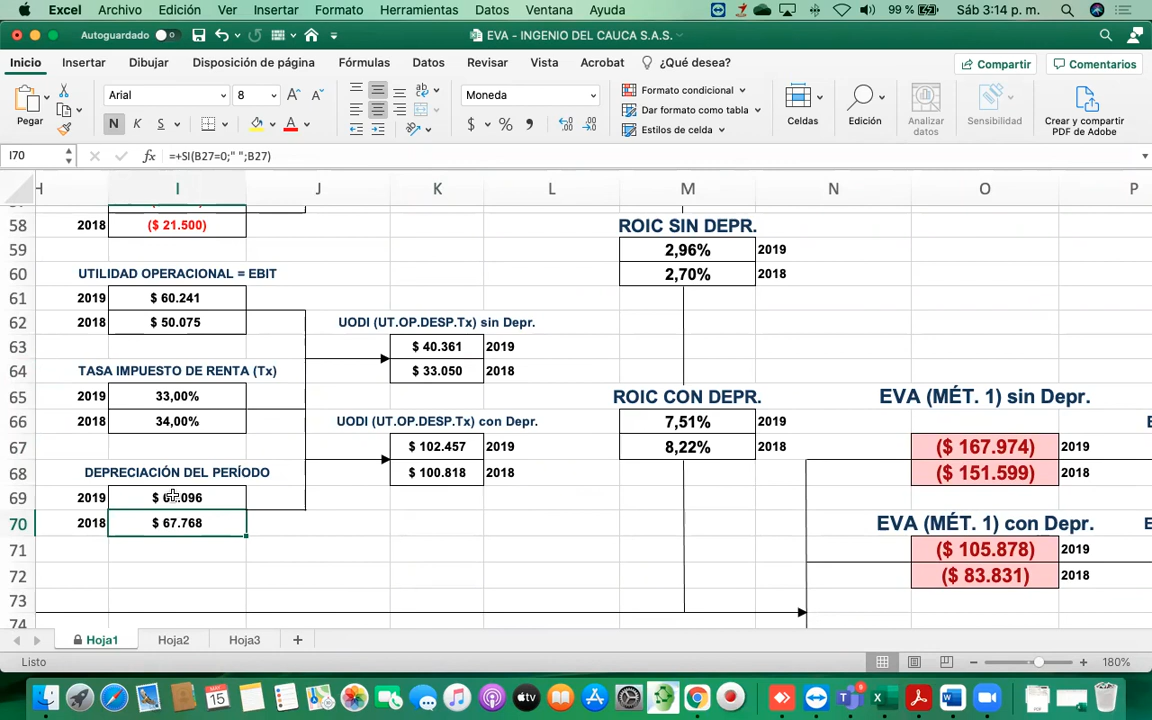 Excel Archivo Edición Ver Insertar Formato Herramientas Datos Ventana Ayuda 99 % Sáb 3:14 p. m.
Autoguardado EVA - INGENIO DEL CAUCA S.A.S.
Inicio Insertar Dibujar Disposición de página Fórmulas Datos Revisar Vista Acrobat ¿Qué desea? Compartir Comentarios
Pegar Arial 8 Moneda Formato condicional Dar formato como tabla Estilos de celda Celdas Edición Analizar datos Sensibilidad Crear y compartir PDF de Adobe
I70 fx =+SI(B27=0;" ";B27)
H I J K L M N O P
58 2018 ($ 21.500) ROIC SIN DEPR.
59 2,96% 2019
60 UTILIDAD OPERACIONAL = EBIT 2,70% 2018
61 2019 $ 60.241
62 2018 $ 50.075 UODI (UT.OP.DESP.Tx) sin Depr.
63 $ 40.361 2019
64 TASA IMPUESTO DE RENTA (Tx) $ 33.050 2018
65 2019 33,00% ROIC CON DEPR. EVA (MÉT. 1) sin Depr.
66 2018 34,00% UODI (UT.OP.DESP.Tx) con Depr. 7,51% 2019
67 $ 102.457 2019 8,22% 2018 ($ 167.974) 2019
68 DEPRECIACIÓN DEL PERÍODO $ 100.818 2018 ($ 151.599) 2018
69 2019
70 2018 $ 67.768 EVA (MÉT. 1) con Depr.
71 ($ 105.878) 2019
72 ($ 83.831) 2018
73
74
Hoja1 Hoja2 Hoja3
Listo 180%
MAY 15 tv 9